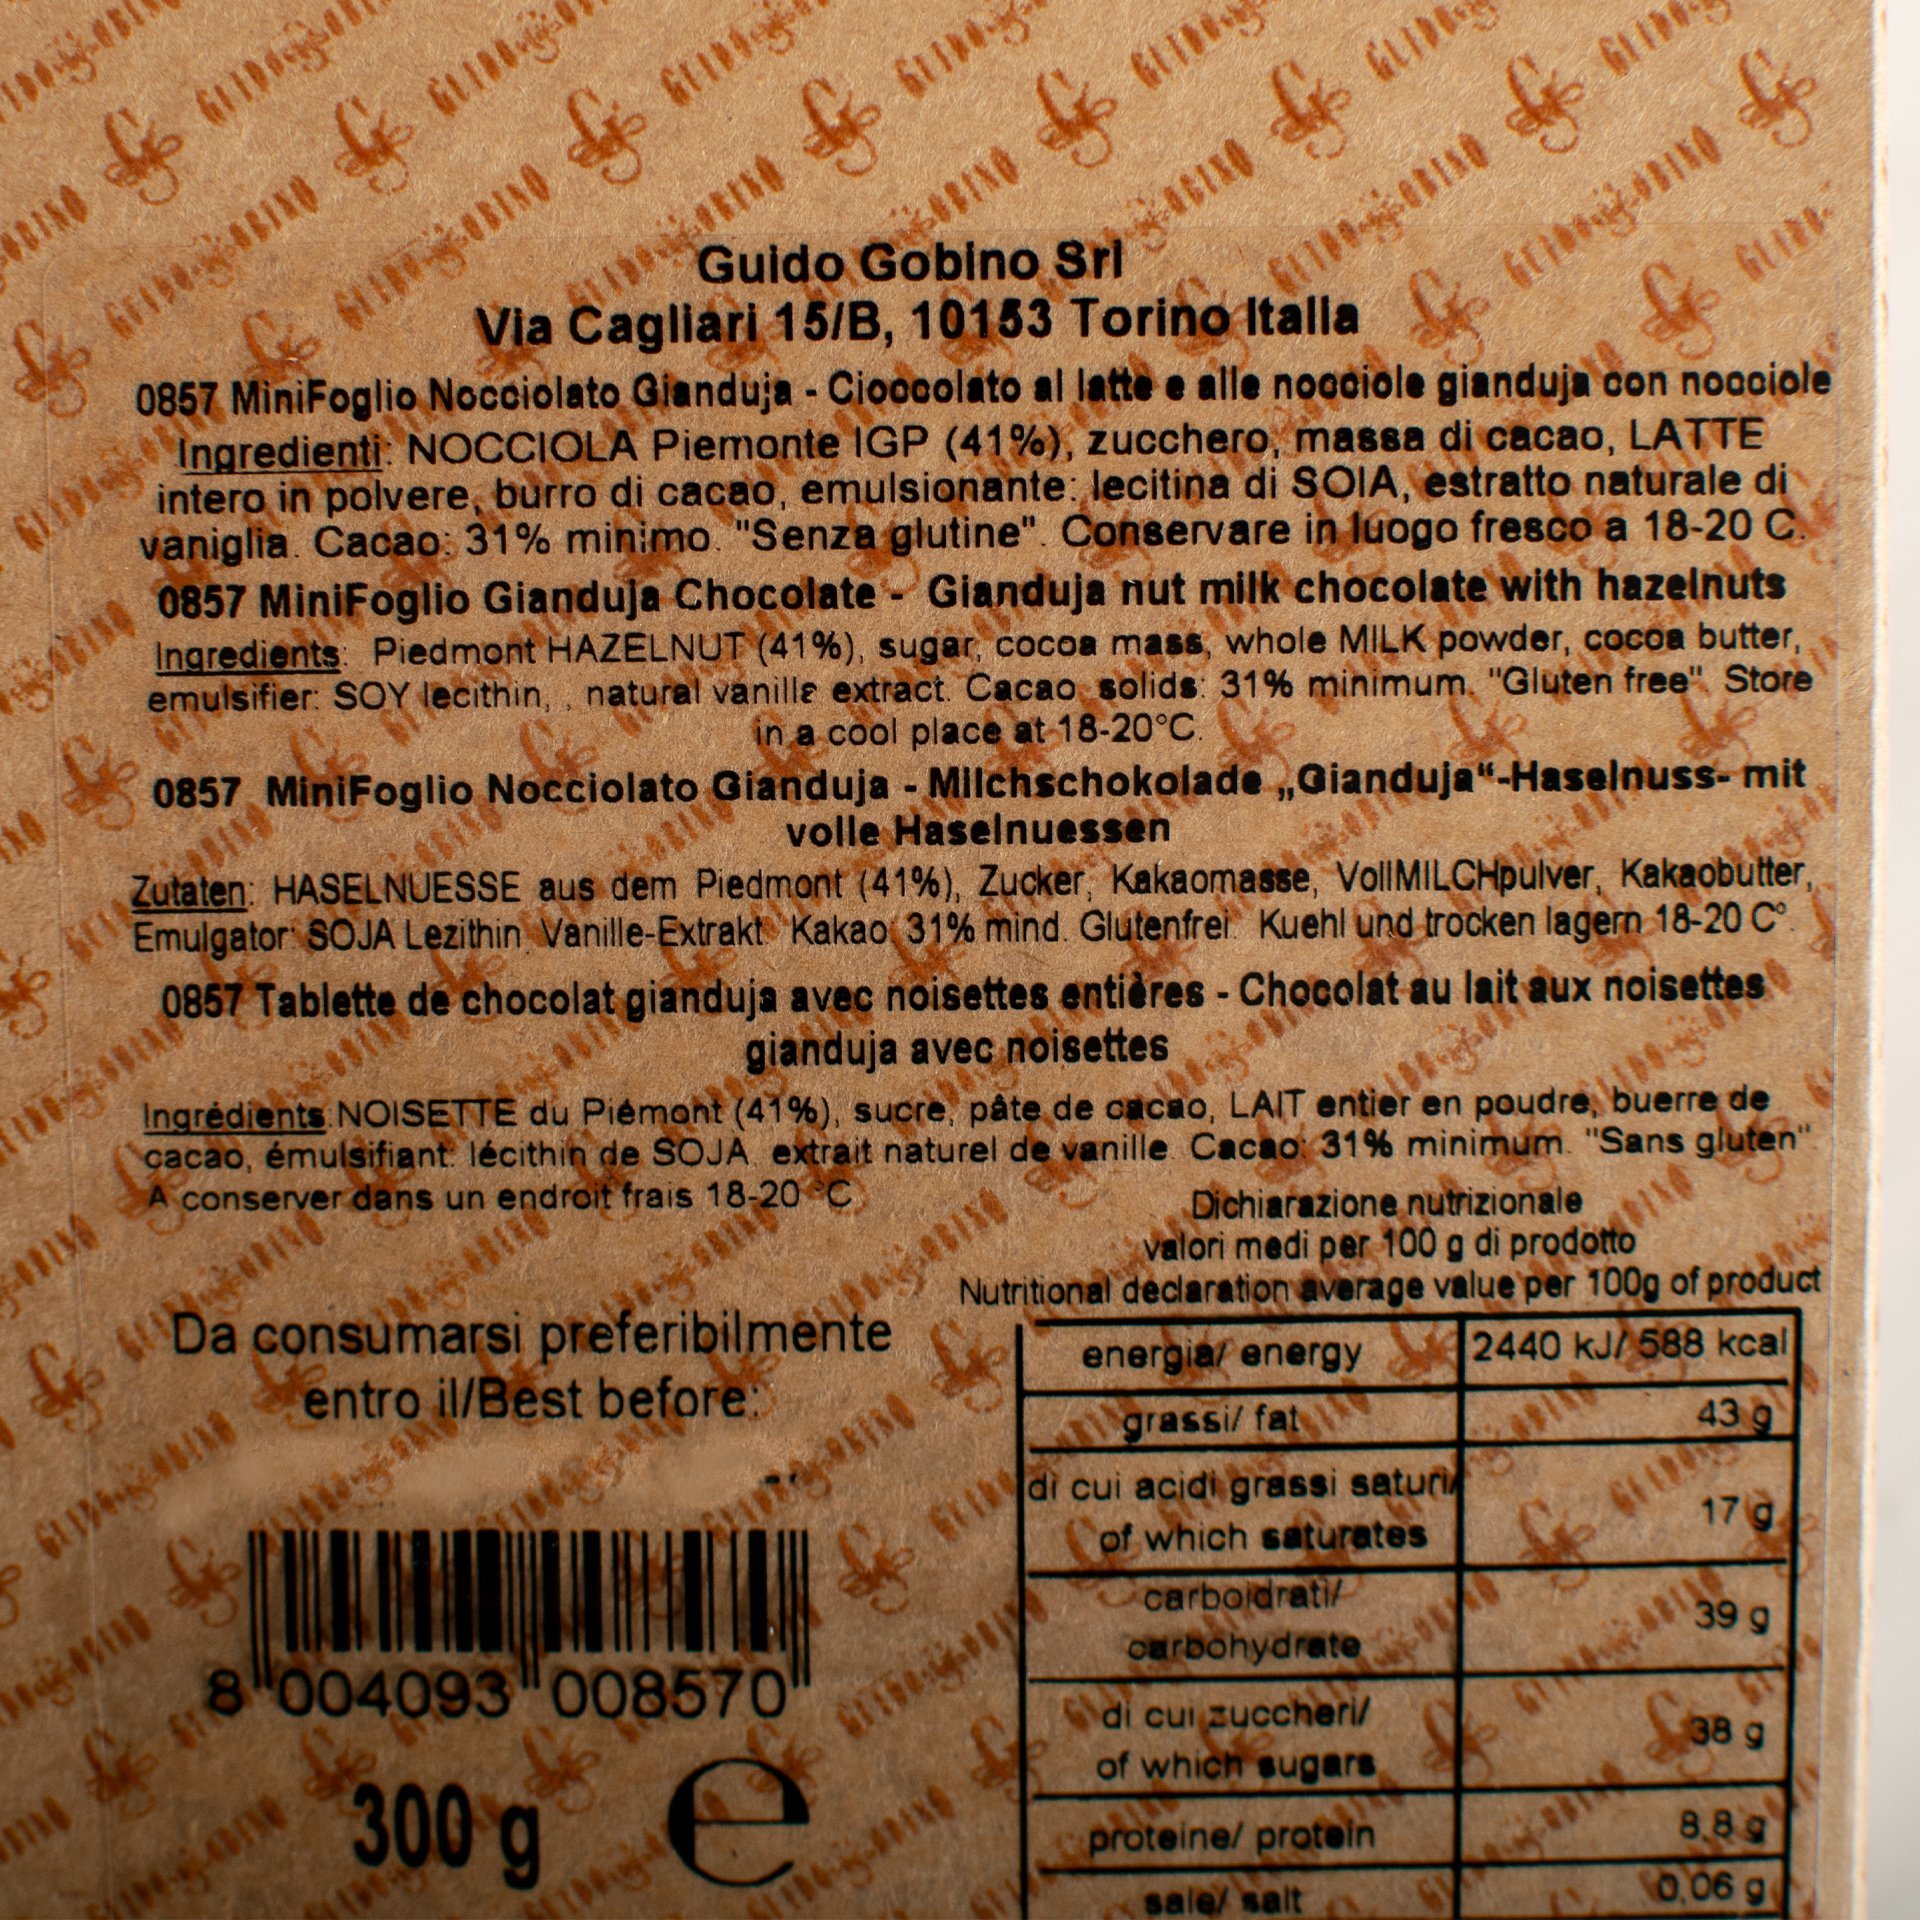 Guido Gobino Srl
Via Cagliari 15/B, 10153 Torino Italia
0857 MiniFoglio Nocciolato Gianduja - Cioccolato al latte e alle nocciole gianduja con nocciole
Ingredienti: NOCCIOLA Piemonte IGP (41%), zucchero, massa di cacao, LATTE
intero in polvere, burro di cacao, emulsionante: lecitina di SOIA, estratto naturale di
vaniglia. Cacao: 31% minimo. "Senza glutine". Conservare in luogo fresco a 18-20 C.
0857 MiniFoglio Gianduja Chocolate - Gianduja nut milk chocolate with hazelnuts
Ingredients: Piedmont HAZELNUT (41%), sugar, cocoa mass, whole MILK powder, cocoa butter,
emulsifier: SOY lecithin, , natural vanilla extract. Cacao solids: 31% minimum. "Gluten free". Store
in a cool place at 18-20°C.
0857 MiniFoglio Nocciolato Gianduja - Milchschokolade „Gianduja“-Haselnuss- mit
volle Haselnuessen
Zutaten: HASELNUESSE aus dem Piedmont (41%), Zucker, Kakaomasse, VollMILCHpulver, Kakaobutter,
Emulgator: SOJA Lezithin, Vanille-Extrakt. Kakao: 31% mind. Glutenfrei. Kuehl und trocken lagern 18-20 C°.
0857 Tablette de chocolat gianduja avec noisettes entières - Chocolat au lait aux noisettes
gianduja avec noisettes
Ingrédients:NOISETTE du Piémont (41%), sucre, pâte de cacao, LAIT entier en poudre, buerre de
cacao, émulsifiant: lécithin de SOJA, extrait naturel de vanille. Cacao: 31% minimum. "Sans gluten".
A conserver dans un endroit frais 18-20 °C
Dichiarazione nutrizionale
valori medi per 100 g di prodotto
Nutritional declaration average value per 100g of product
Da consumarsi preferibilmente
entro il/Best before:
energia/ energy 2440 kJ/ 588 kcal
grassi/ fat 43 g
di cui acidi grassi saturi/
of which saturates 17 g
carboidrati/
carbohydrate 39 g
di cui zuccheri/
of which sugars 38 g
proteine/ protein 8,8 g
sale/ salt 0,06 g
8 004093 008570
300 g e